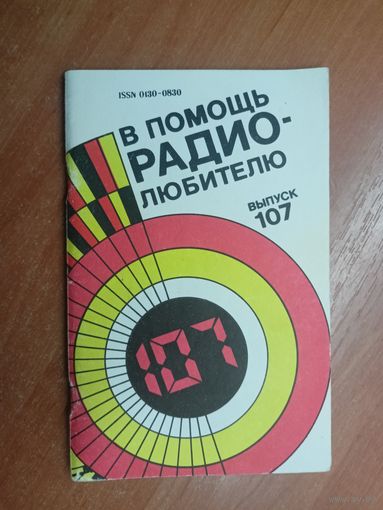 ISSN 0130-0830
В ПОМОЩЬ
РАДИО-
ЛЮБИТЕЛЮ
ВЫПУСК
107
107